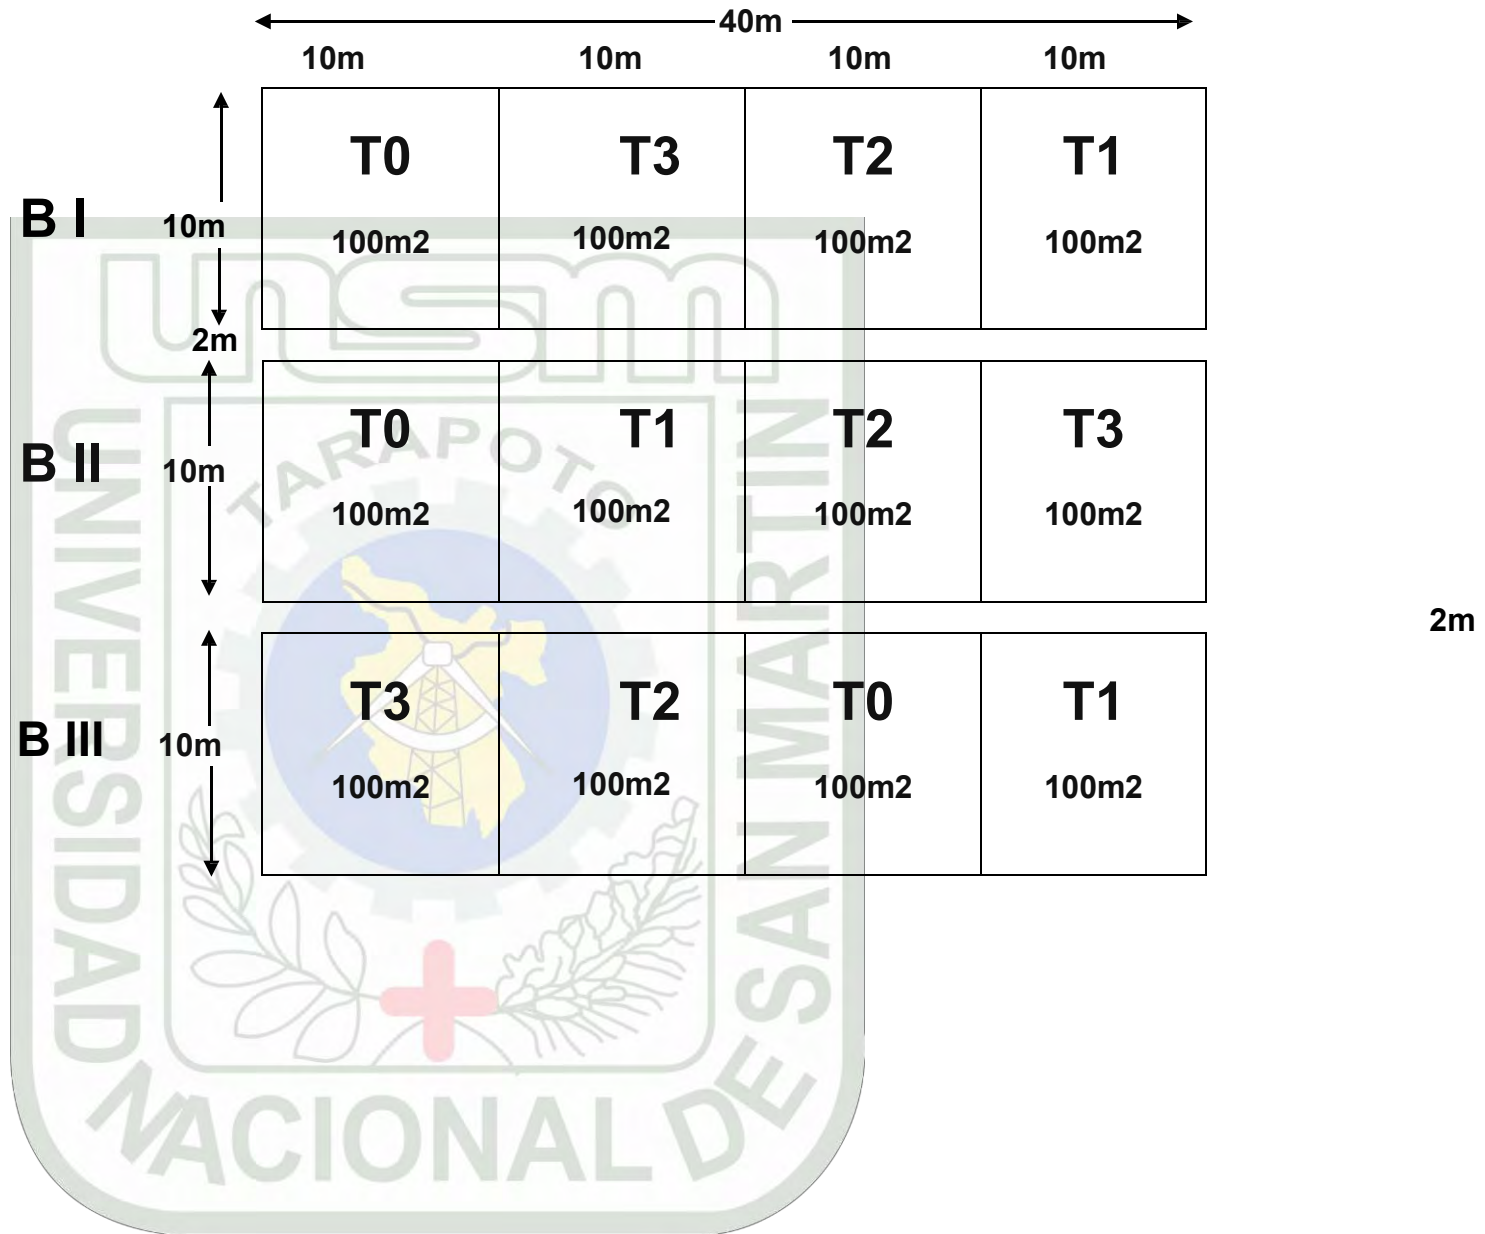 40m
10m 10m 10m 10m
T0 T3 T2 T1
B I 10m
100m2 100m2 100m2 100m2
2m
T0 T1 T2 T3
B II 10m
100m2 100m2 100m2 100m2
2m
T3 T2 T0 T1
B III 10m
100m2 100m2 100m2 100m2
unsm
TARAPOTO
UNIVERSIDAD
NACIONAL DE
SAN MARTIN